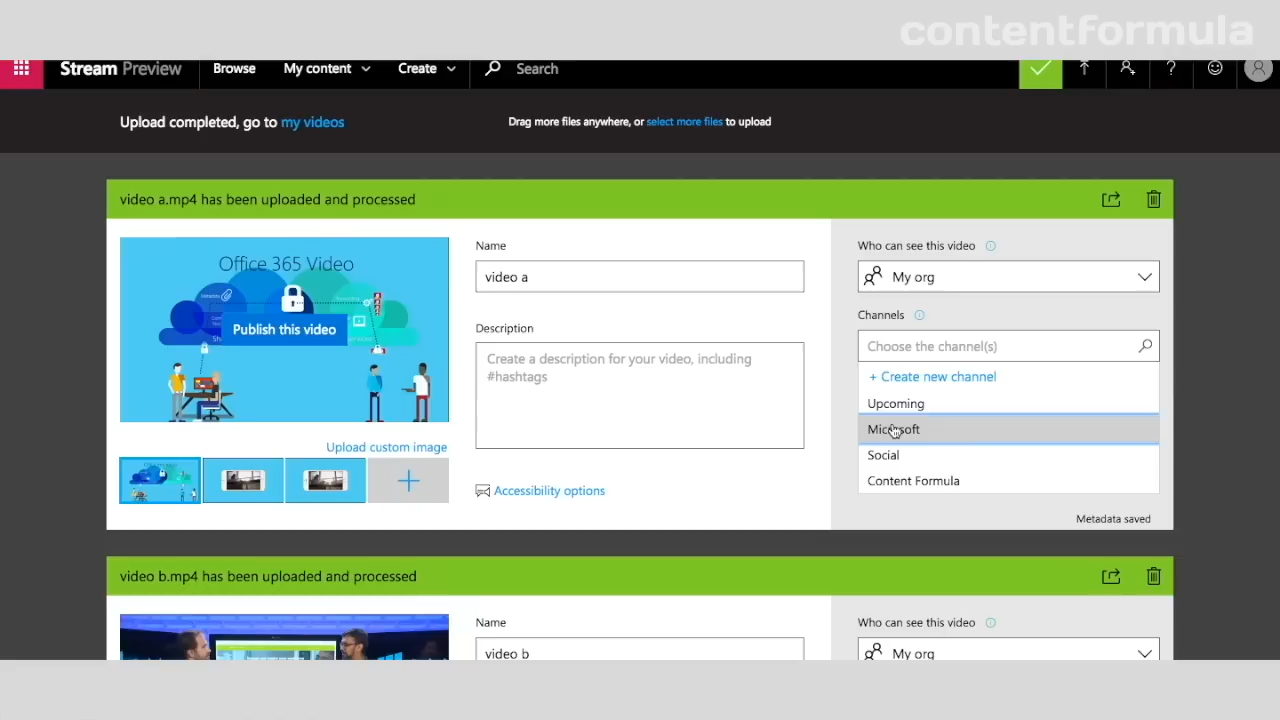 contentformula
Stream Preview Browse My content Create Search
Upload completed, go to my videos
Drag more files anywhere, or select more files to upload
video a.mp4 has been uploaded and processed
Office 365 Video
Publish this video
Upload custom image
Name
video a
Description
Create a description for your video, including
#hashtags
Accessibility options
Who can see this video
My org
Channels
Choose the channel(s)
+ Create new channel
Upcoming
Microsoft
Social
Content Formula
Metadata saved
video b.mp4 has been uploaded and processed
Name
video b
Who can see this video
My org